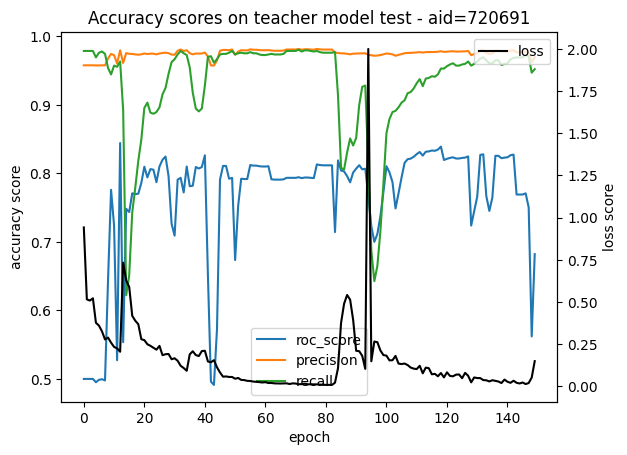 Accuracy scores on teacher model test - aid=720691
1.0
0.9
0.8
0.7
0.6
0.5
accuracy score
2.00
1.75
1.50
1.25
1.00
0.75
0.50
0.25
0.00
loss score
loss
roc_score
precision
recall
0 20 40 60 80 100 120 140
epoch